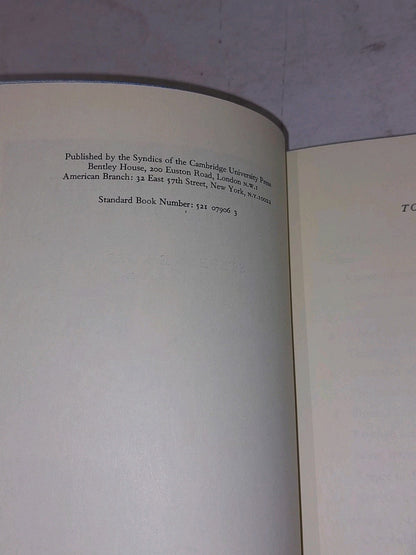 Published by the Syndics of the Cambridge University Press
Bentley House, 200 Euston Road, London N.W.1
American Branch: 32 East 57th Street, New York, N.Y.10022
Standard Book Number: 521 07906 3
TO